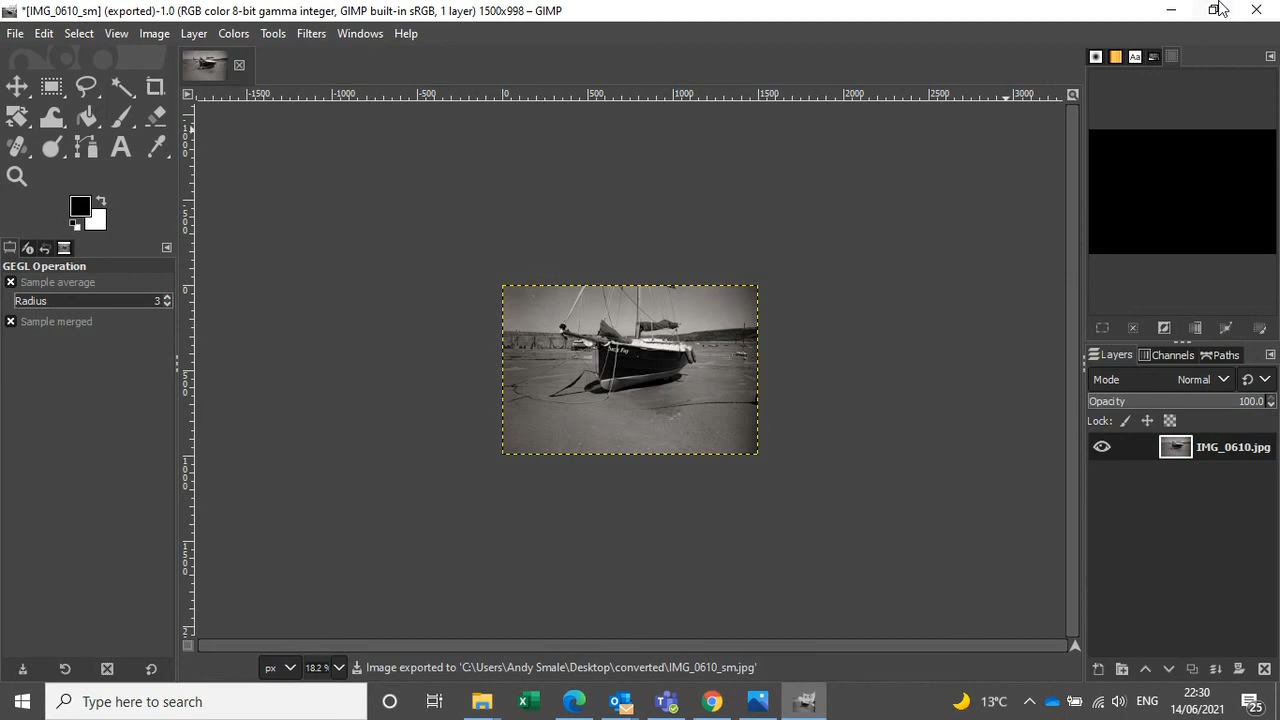 *[IMG_0610_sm] (exported)-1.0 (RGB color 8-bit gamma integer, GIMP built-in sRGB, 1 layer) 1500x998 – GIMP
File Edit Select View Image Layer Colors Tools Filters Windows Help
-1500 -1000 -500 0 500 1000 1500 2000 2500 3000
GEGL Operation
Sample average
Radius 3
Sample merged
Layers Channels Paths
Mode Normal
Opacity 100.0
Lock:
IMG_0610.jpg
px 18.2 % Image exported to 'C:\Users\Andy Smale\Desktop\converted\IMG_0610_sm.jpg'
Type here to search
13°C ENG 22:30
14/06/2021 25